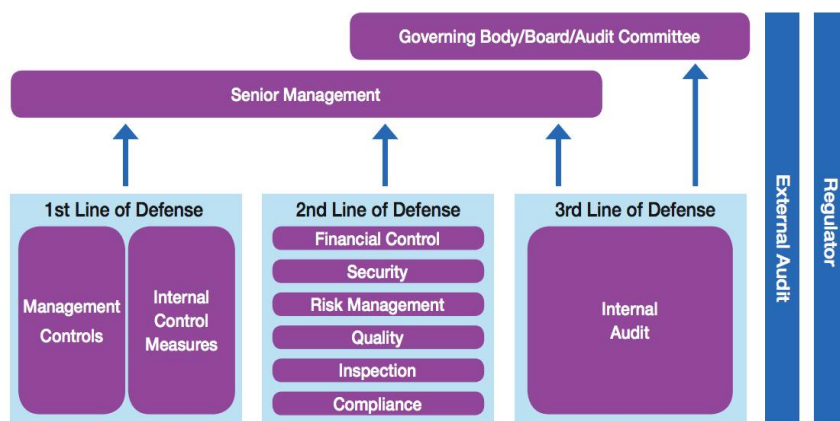 Governing Body/Board/Audit Committee
Senior Management
1st Line of Defense
Management
Controls
Internal
Control
Measures
2nd Line of Defense
Financial Control
Security
Risk Management
Quality
Inspection
Compliance
3rd Line of Defense
Internal
Audit
External Audit
Regulator